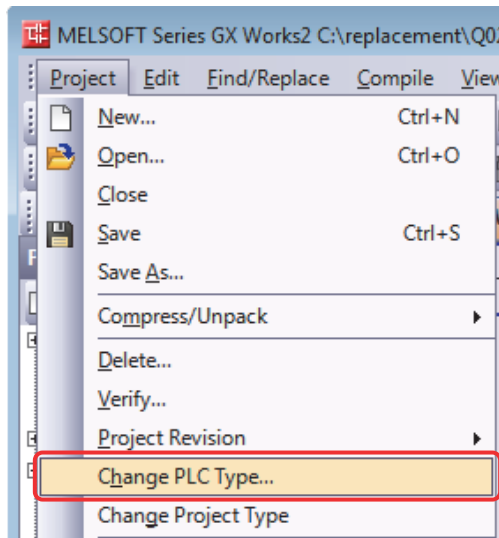 MELSOFT Series GX Works2 C:\replacement\Q02
Project Edit Find/Replace Compile View
New... Ctrl+N
Open... Ctrl+O
Close
Save Ctrl+S
Save As...
Compress/Unpack
Delete...
Verify...
Project Revision
Change PLC Type...
Change Project Type